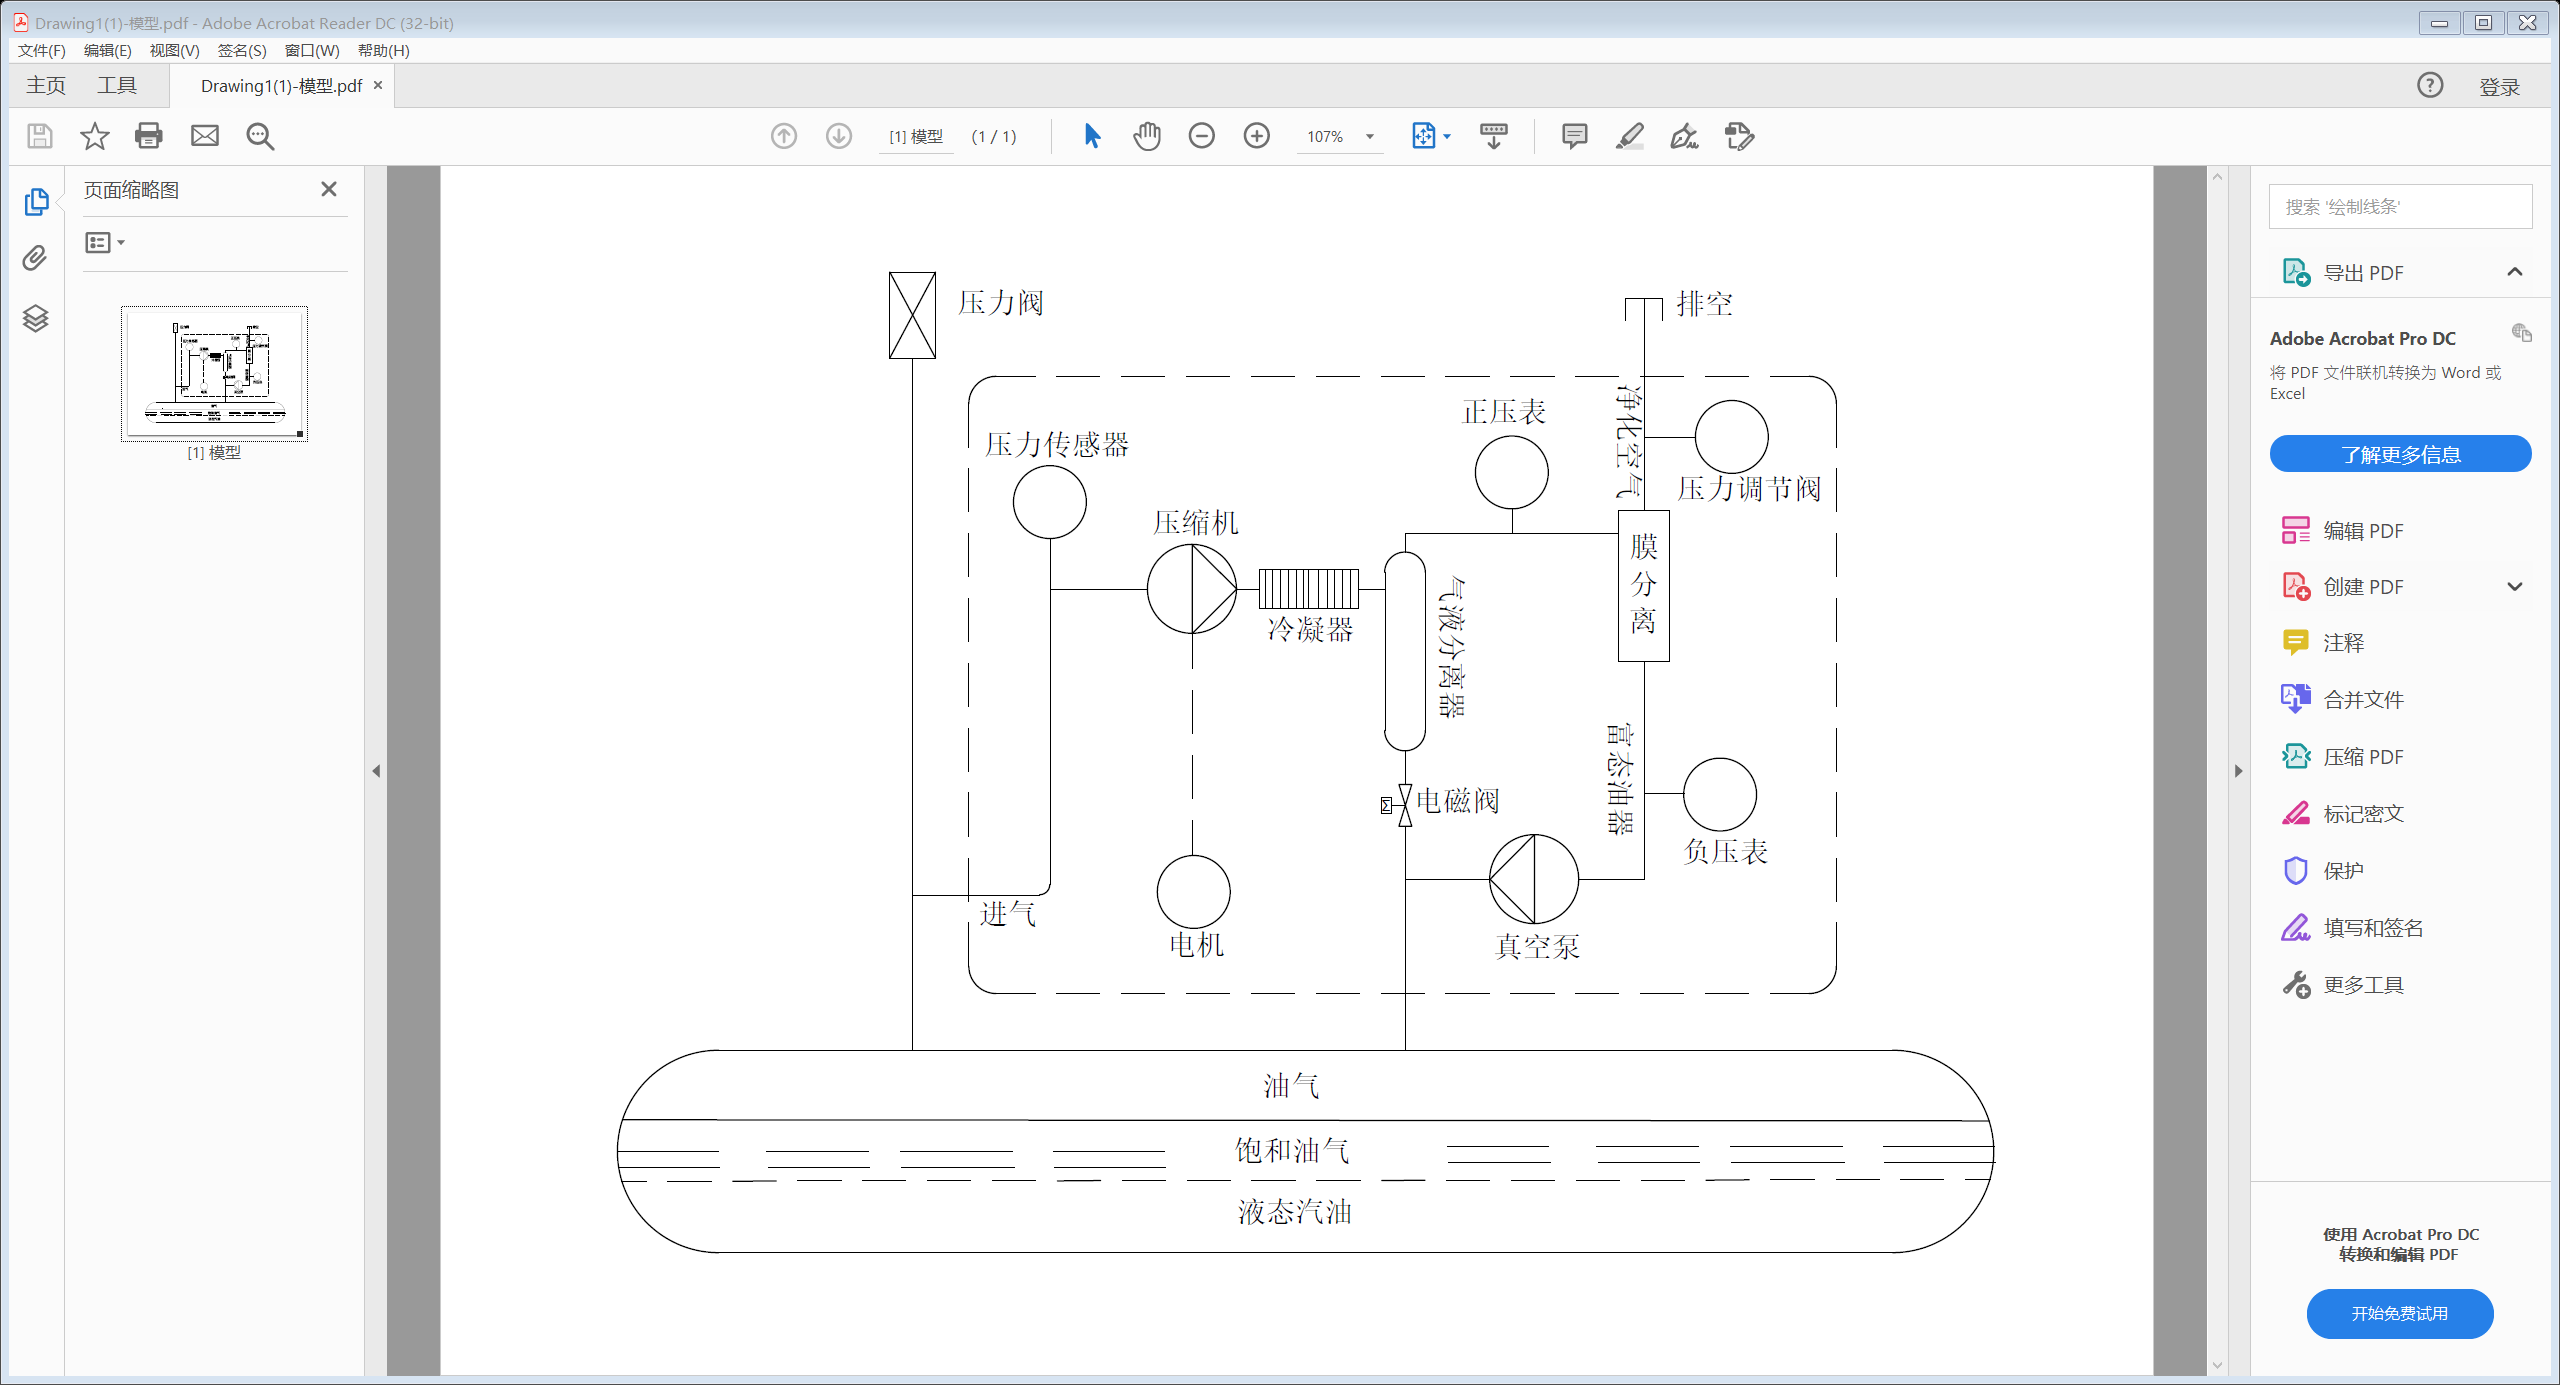 Drawing1(1)-模型.pdf - Adobe Acrobat Reader DC (32-bit)
文件(F) 编辑(E) 视图(V) 签名(S) 窗口(W) 帮助(H)
主页 工具 Drawing1(1)-模型.pdf × 登录
[1] 模型 (1 / 1) 107%
页面缩略图
[1] 模型
压力阀
排空
净化空气
正压表
压力传感器
压力调节阀
压缩机
膜分离
冷凝器
气液分离器
富态油器
电磁阀
负压表
进气
电机
真空泵
油气
饱和油气
液态汽油
搜索 '绘制线条'
导出 PDF
Adobe Acrobat Pro DC
将 PDF 文件联机转换为 Word 或
Excel
了解更多信息
编辑 PDF
创建 PDF
注释
合并文件
压缩 PDF
标记密文
保护
填写和签名
更多工具
使用 Acrobat Pro DC
转换和编辑 PDF
开始免费试用